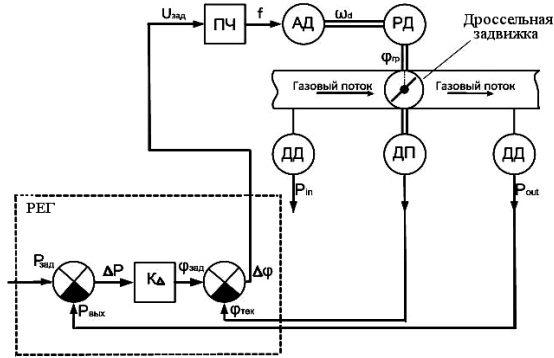 Uзад
ПЧ
f
АД
ωd
РД
Дроссельная
задвижка
φгр
Газовый поток
Газовый поток
ДД
ДП
ДД
Pin
Pout
РЕГ
Pзад
ΔP
KΔ
φзад
Δφ
Pвых
φтек